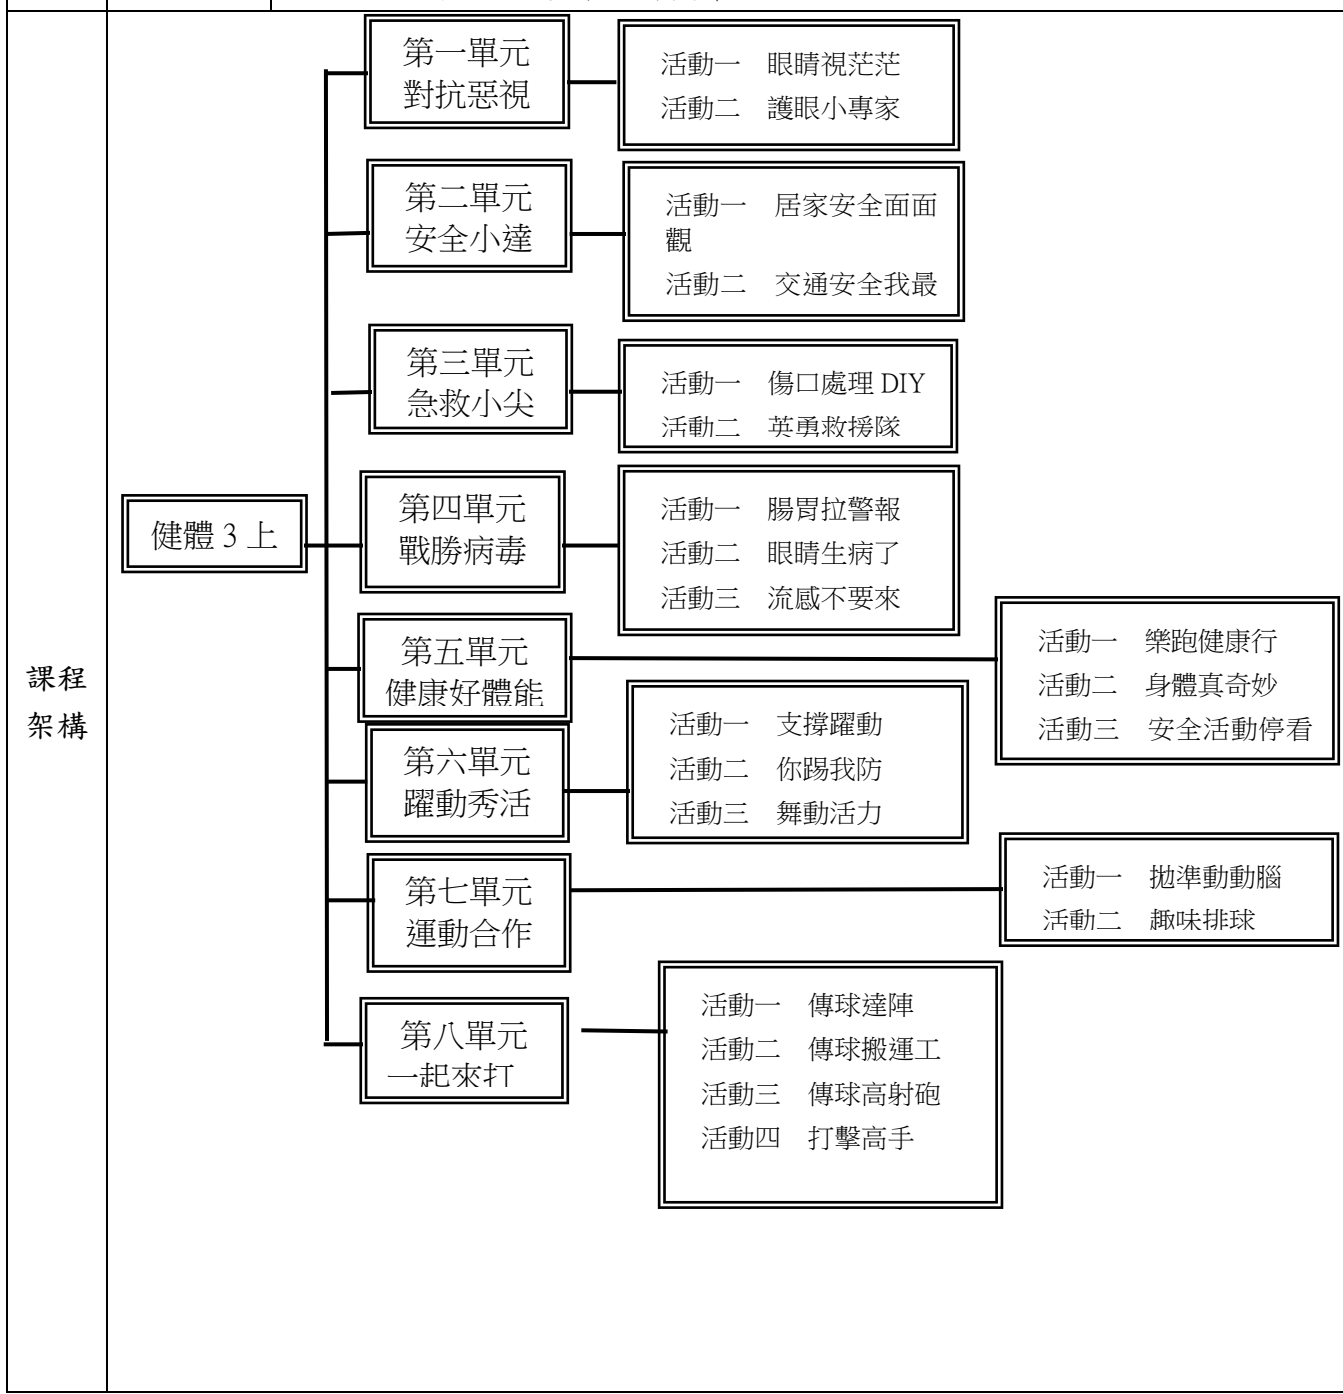 課程
架構
健體 3 上
第一單元
對抗惡視
活動一　眼睛視茫茫
活動二　護眼小專家
第二單元
安全小達
活動一　居家安全面面
觀
活動二　交通安全我最
第三單元
急救小尖
活動一　傷口處理 DIY
活動二　英勇救援隊
第四單元
戰勝病毒
活動一　腸胃拉警報
活動二　眼睛生病了
活動三　流感不要來
第五單元
健康好體能
活動一　樂跑健康行
活動二　身體真奇妙
活動三　安全活動停看
第六單元
躍動秀活
活動一　支撐躍動
活動二　你踢我防
活動三　舞動活力
第七單元
運動合作
活動一　拋準動動腦
活動二　趣味排球
第八單元
一起來打
活動一　傳球達陣
活動二　傳球搬運工
活動三　傳球高射砲
活動四　打擊高手